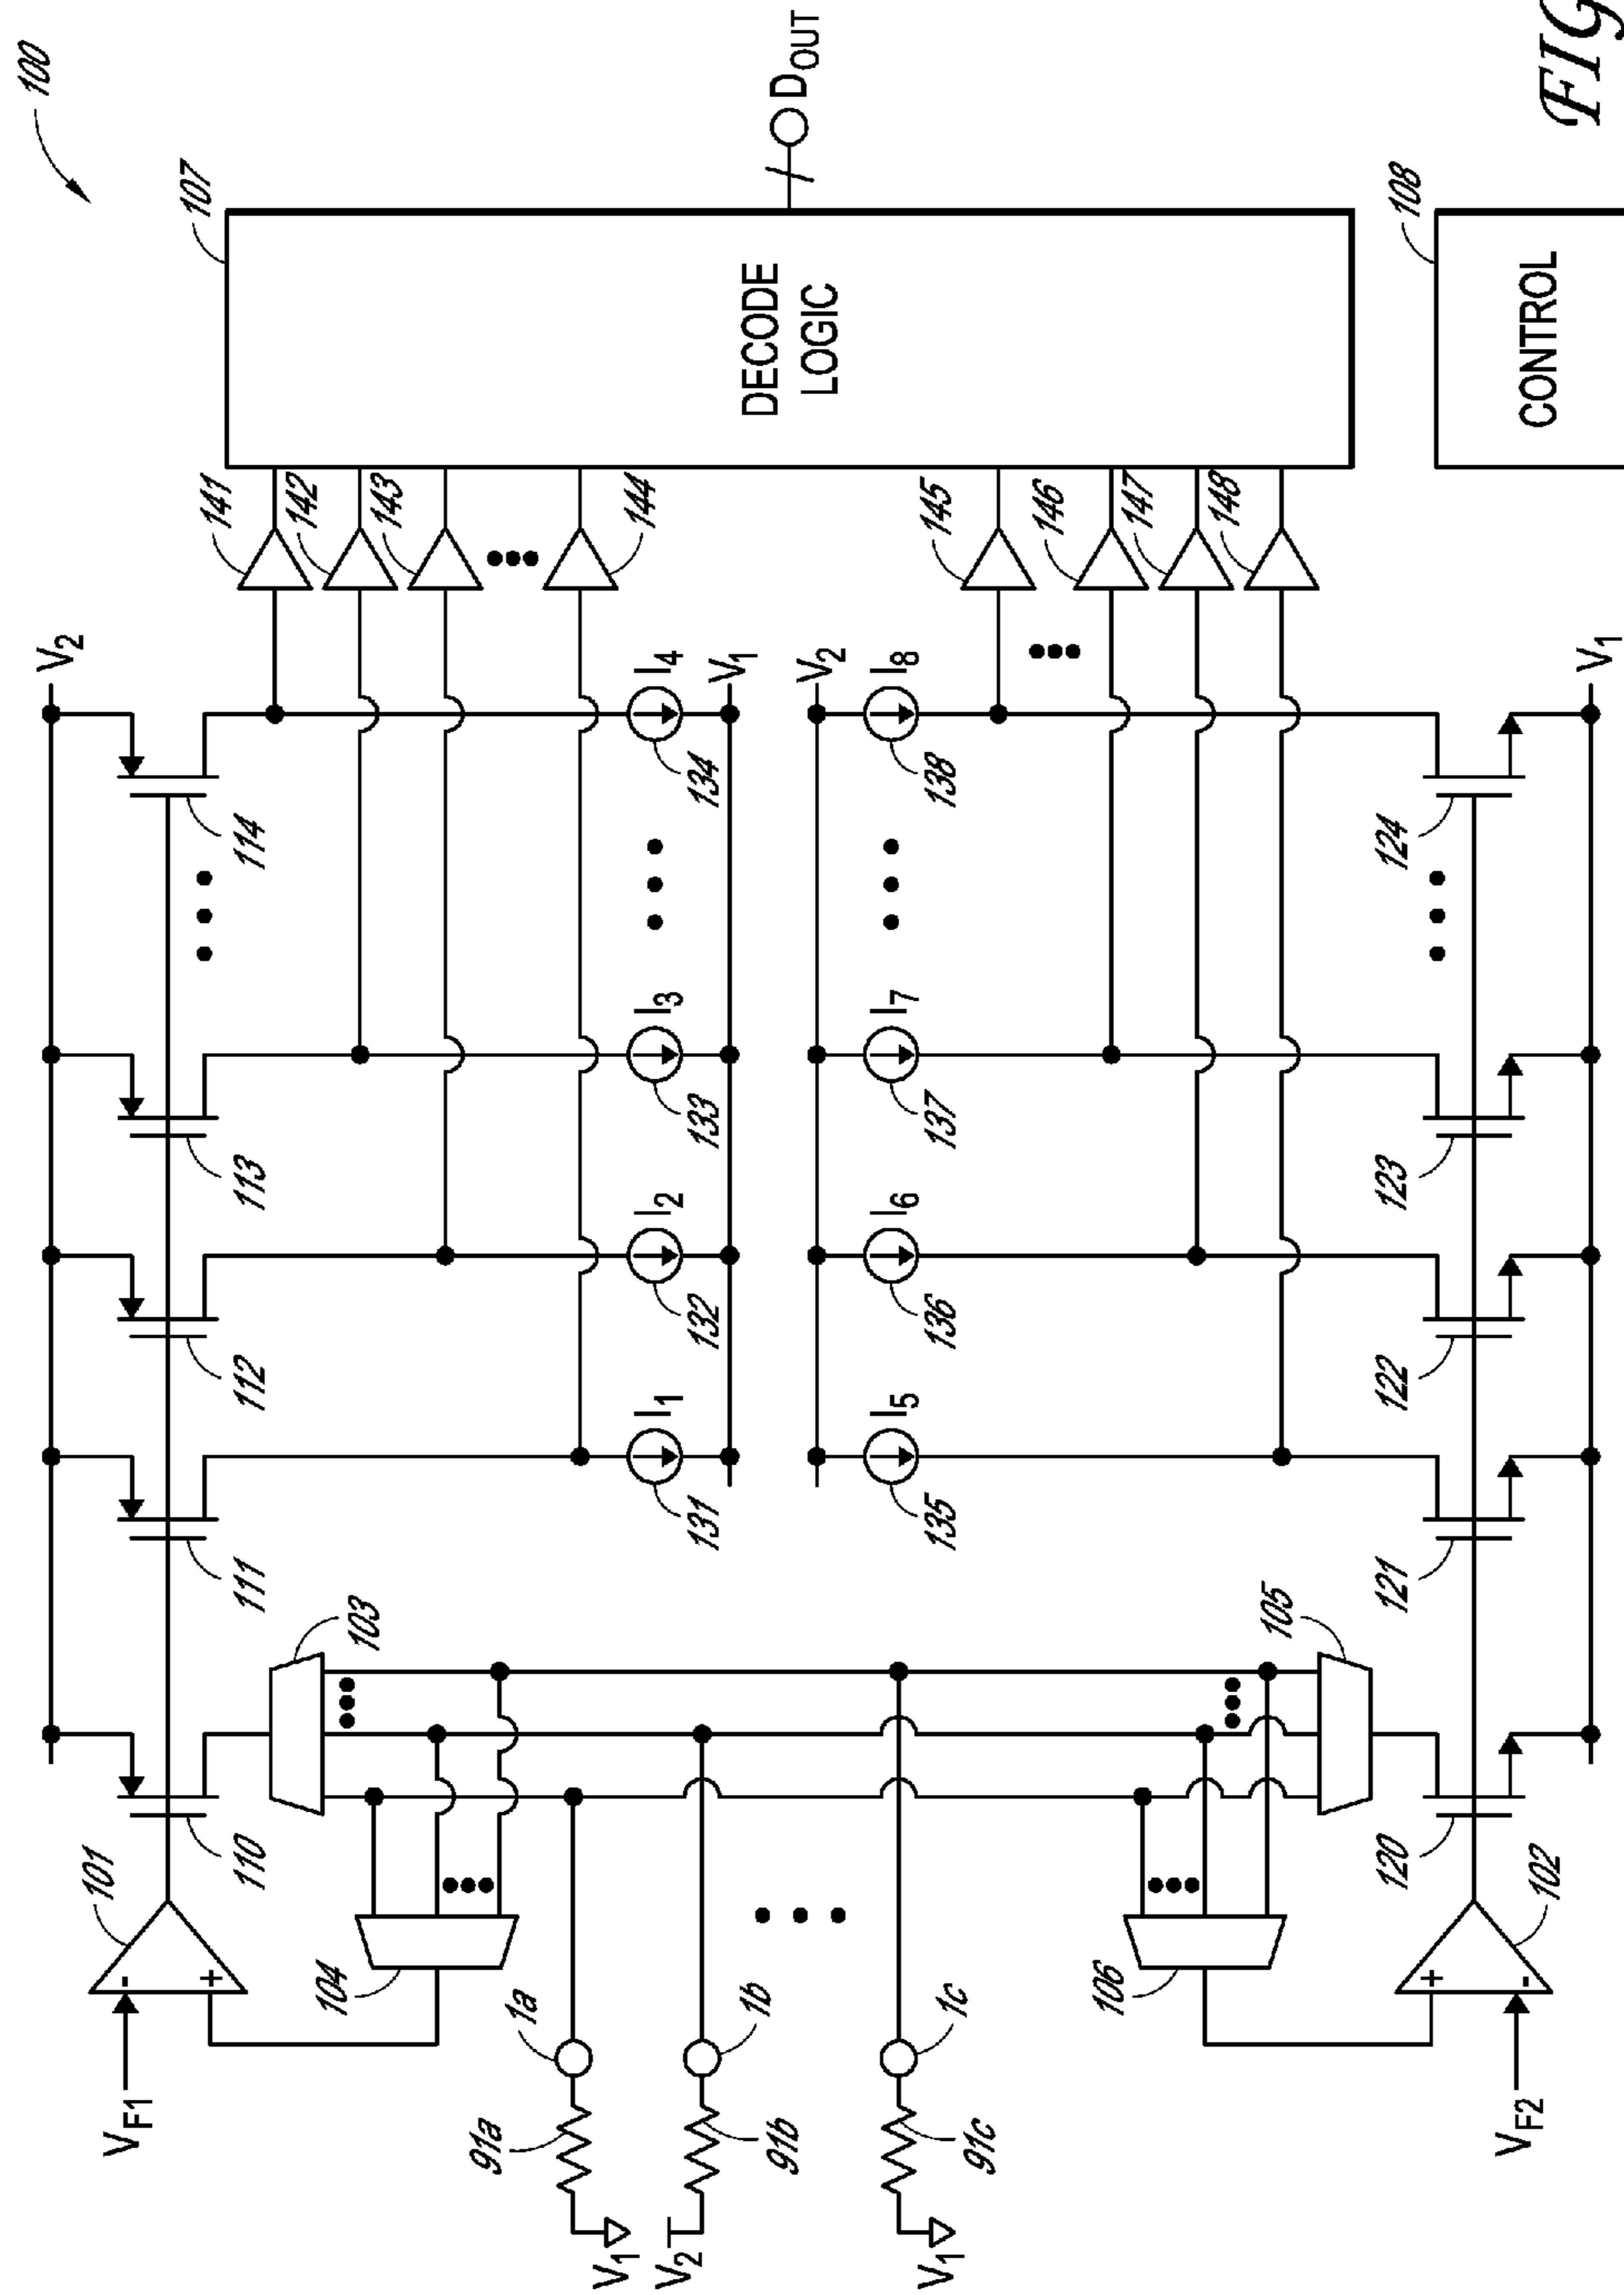 100
107
DECODE
LOGIC
D_OUT
108
CONTROL
FIG
141
142
143
144
145
146
147
148
V2
V1
V2
V1
114
113
112
111
110
I4
134
I3
133
I2
132
I1
131
I8
138
I7
137
I6
136
I5
135
124
123
122
121
120
103
105
101
-
+
104
106
102
+
-
VF1
VF2
1a
1b
1c
91a
91b
91c
V1
V2
V1